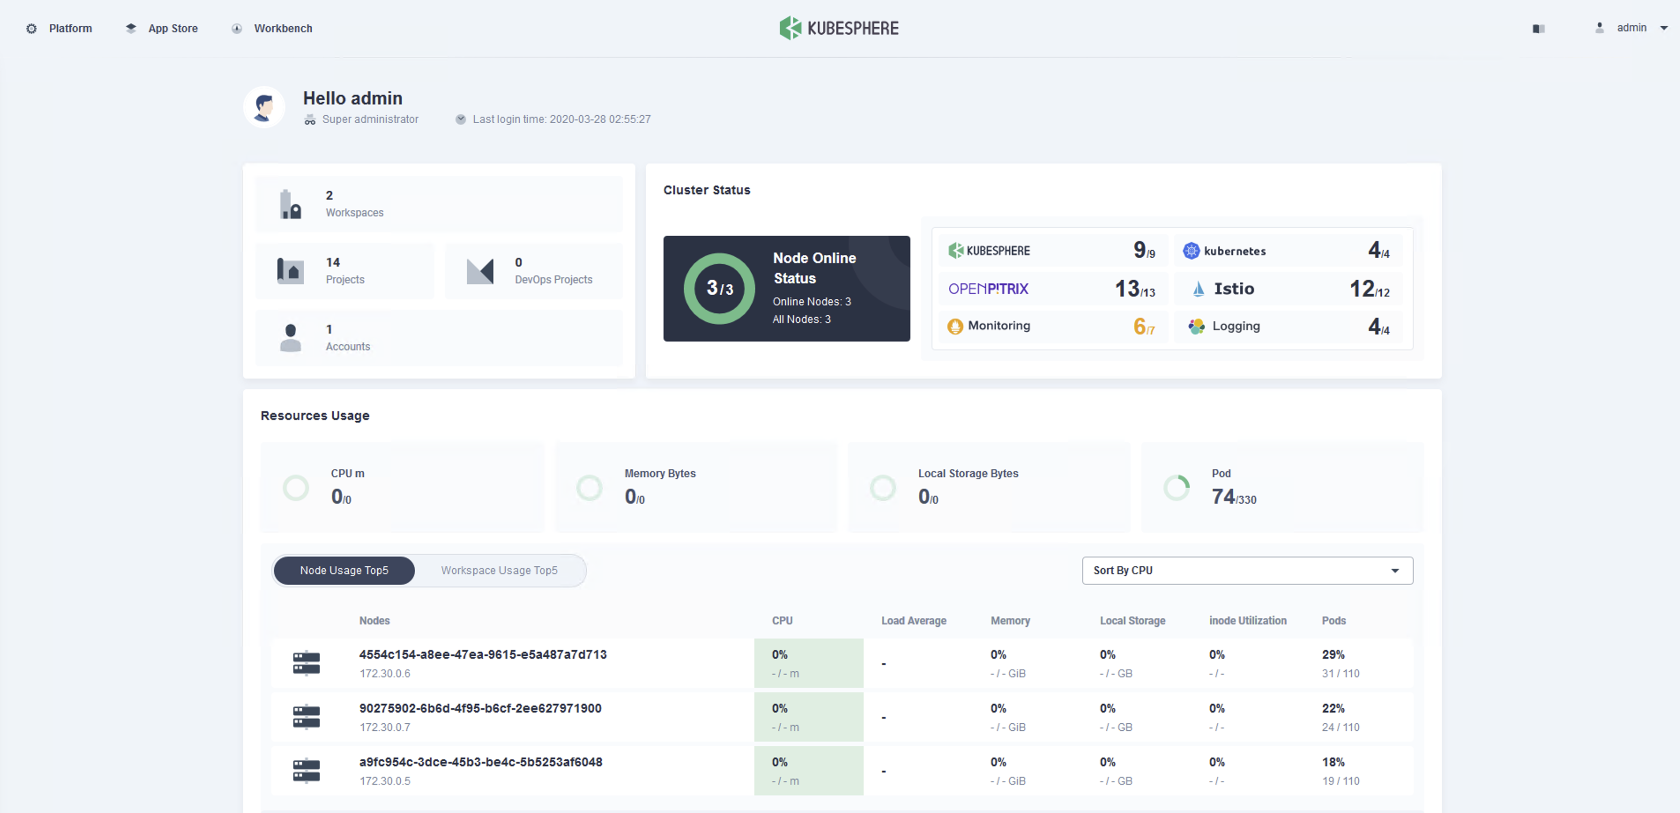 Platform
App Store
Workbench
KUBESPHERE
admin
Hello admin
Super administrator
Last login time: 2020-03-28 02:55:27
2
Workspaces
14
Projects
0
DevOps Projects
1
Accounts
Cluster Status
3/3
Node Online
Status
Online Nodes: 3
All Nodes: 3
KUBESPHERE 9/9
kubernetes 4/4
OPENPITRIX 13/13
Istio 12/12
Monitoring 6/7
Logging 4/4
Resources Usage
CPU m
0/0
Memory Bytes
0/0
Local Storage Bytes
0/0
Pod
74/330
Node Usage Top5
Workspace Usage Top5
Sort By CPU
Nodes CPU Load Average Memory Local Storage inode Utilization Pods
4554c154-a8ee-47ea-9615-e5a487a7d713 0% - 0% 0% 0% 29%
172.30.0.6 - / - m - / - GiB - / - GB - / - 31 / 110
90275902-6b6d-4f95-b6cf-2ee627971900 0% - 0% 0% 0% 22%
172.30.0.7 - / - m - / - GiB - / - GB - / - 24 / 110
a9fc954c-3dce-45b3-be4c-5b5253af6048 0% - 0% 0% 0% 18%
172.30.0.5 - / - m - / - GiB - / - GB - / - 19 / 110